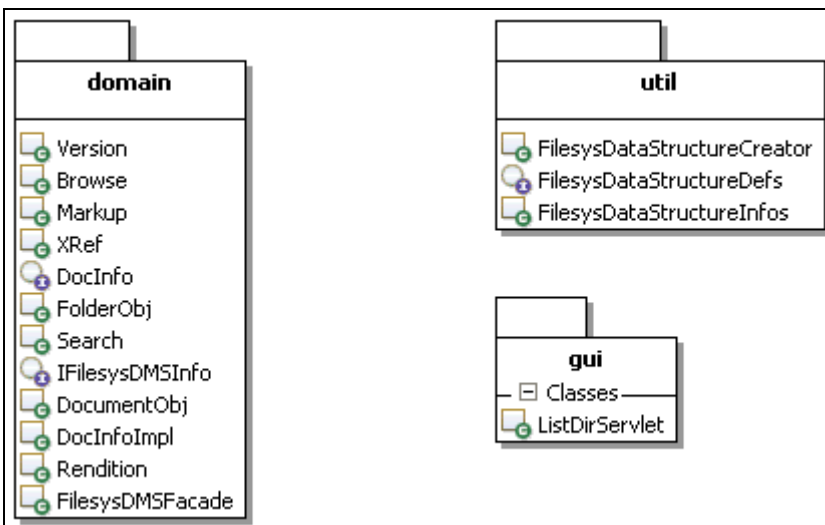 domain
Version
Browse
Markup
XRef
DocInfo
FolderObj
Search
IFilesysDMSInfo
DocumentObj
DocInfoImpl
Rendition
FilesysDMSFacade
util
FilesysDataStructureCreator
FilesysDataStructureDefs
FilesysDataStructureInfos
gui
Classes
ListDirServlet